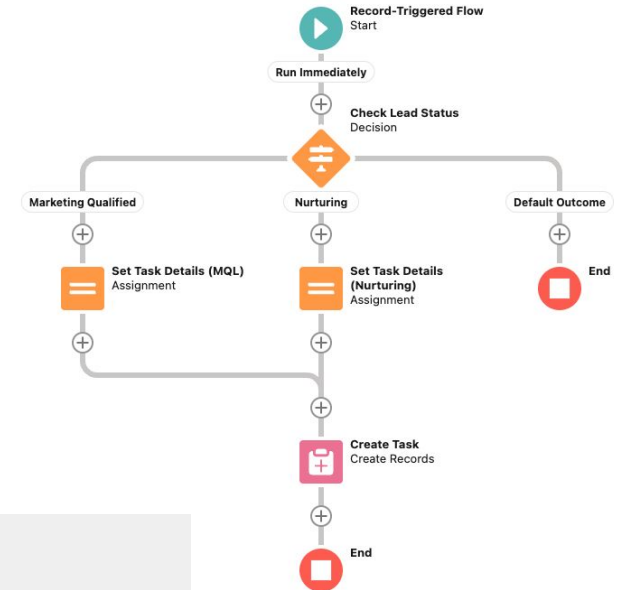 Record-Triggered Flow
Start
Run Immediately
Check Lead Status
Decision
Marketing Qualified
Nurturing
Default Outcome
Set Task Details (MQL)
Assignment
Set Task Details
(Nurturing)
Assignment
End
Create Task
Create Records
End